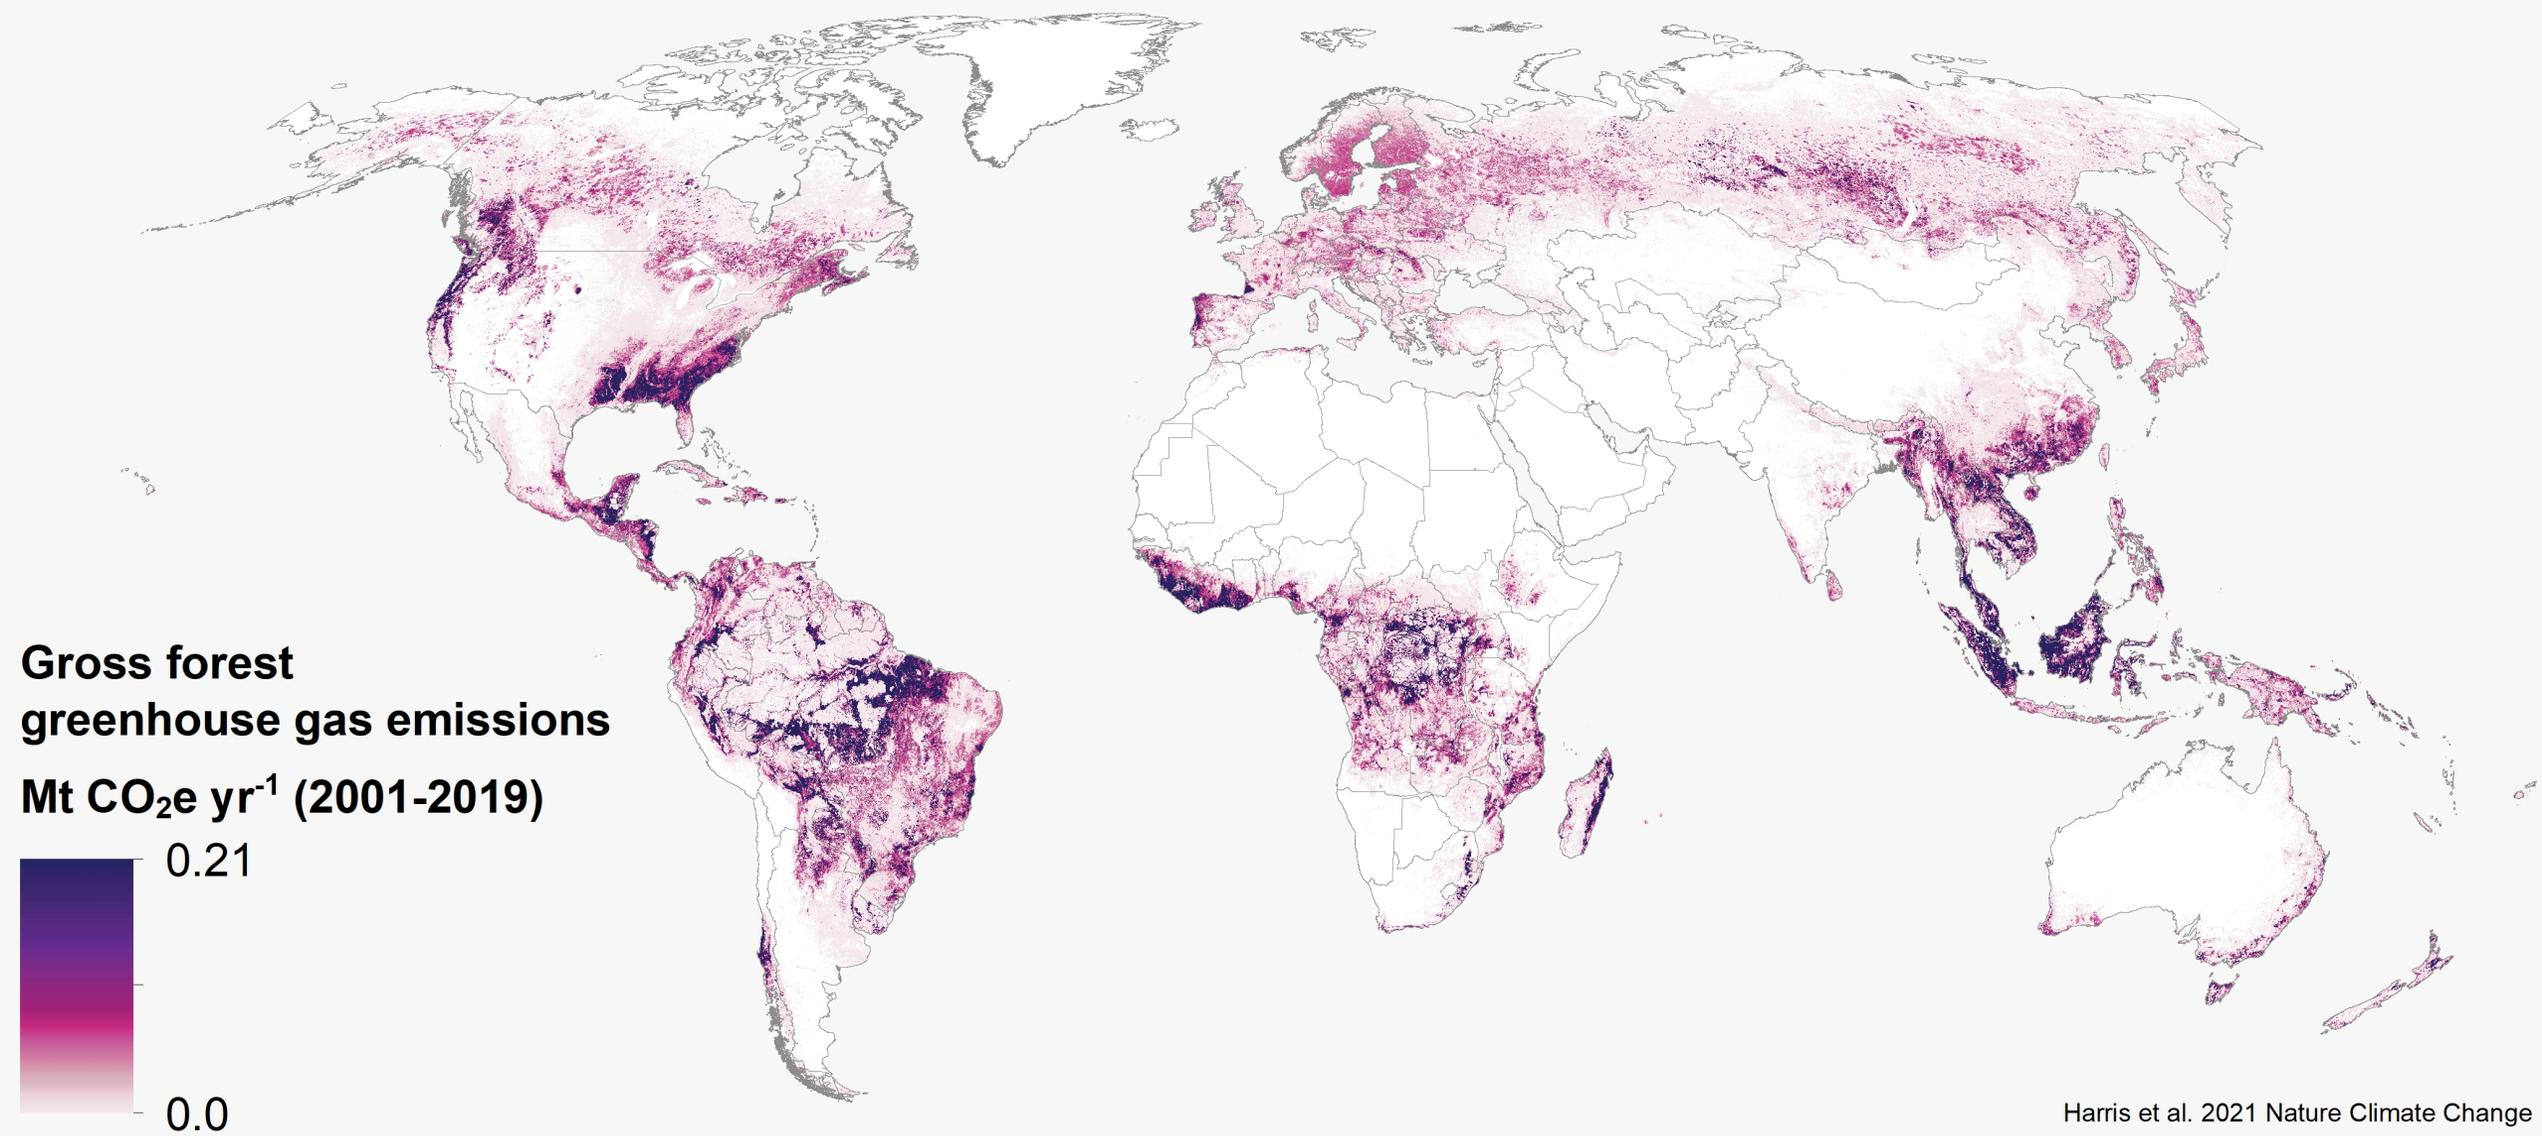 Gross forest
greenhouse gas emissions
Mt CO₂e yr⁻¹ (2001-2019)
0.21
0.0
Harris et al. 2021 Nature Climate Change